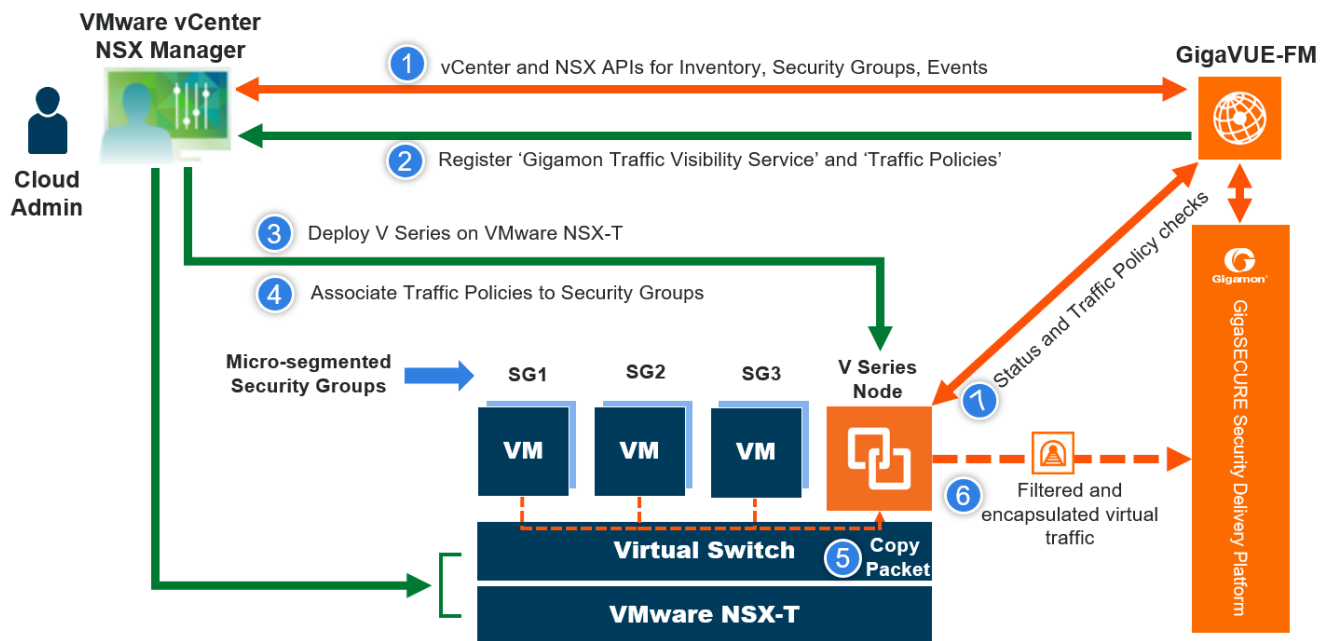 VMware vCenter
NSX Manager
GigaVUE-FM
1
vCenter and NSX APIs for Inventory, Security Groups, Events
2
Register ‘Gigamon Traffic Visibility Service’ and ‘Traffic Policies’
Cloud
Admin
3
Deploy V Series on VMware NSX-T
4
Associate Traffic Policies to Security Groups
7
Status and Traffic Policy checks
Gigamon®
GigaSECURE Security Delivery Platform
Micro-segmented
Security Groups
SG1
SG2
SG3
V Series
Node
VM
VM
VM
6
Filtered and
encapsulated virtual
traffic
Virtual Switch
5
Copy
Packet
VMware NSX-T